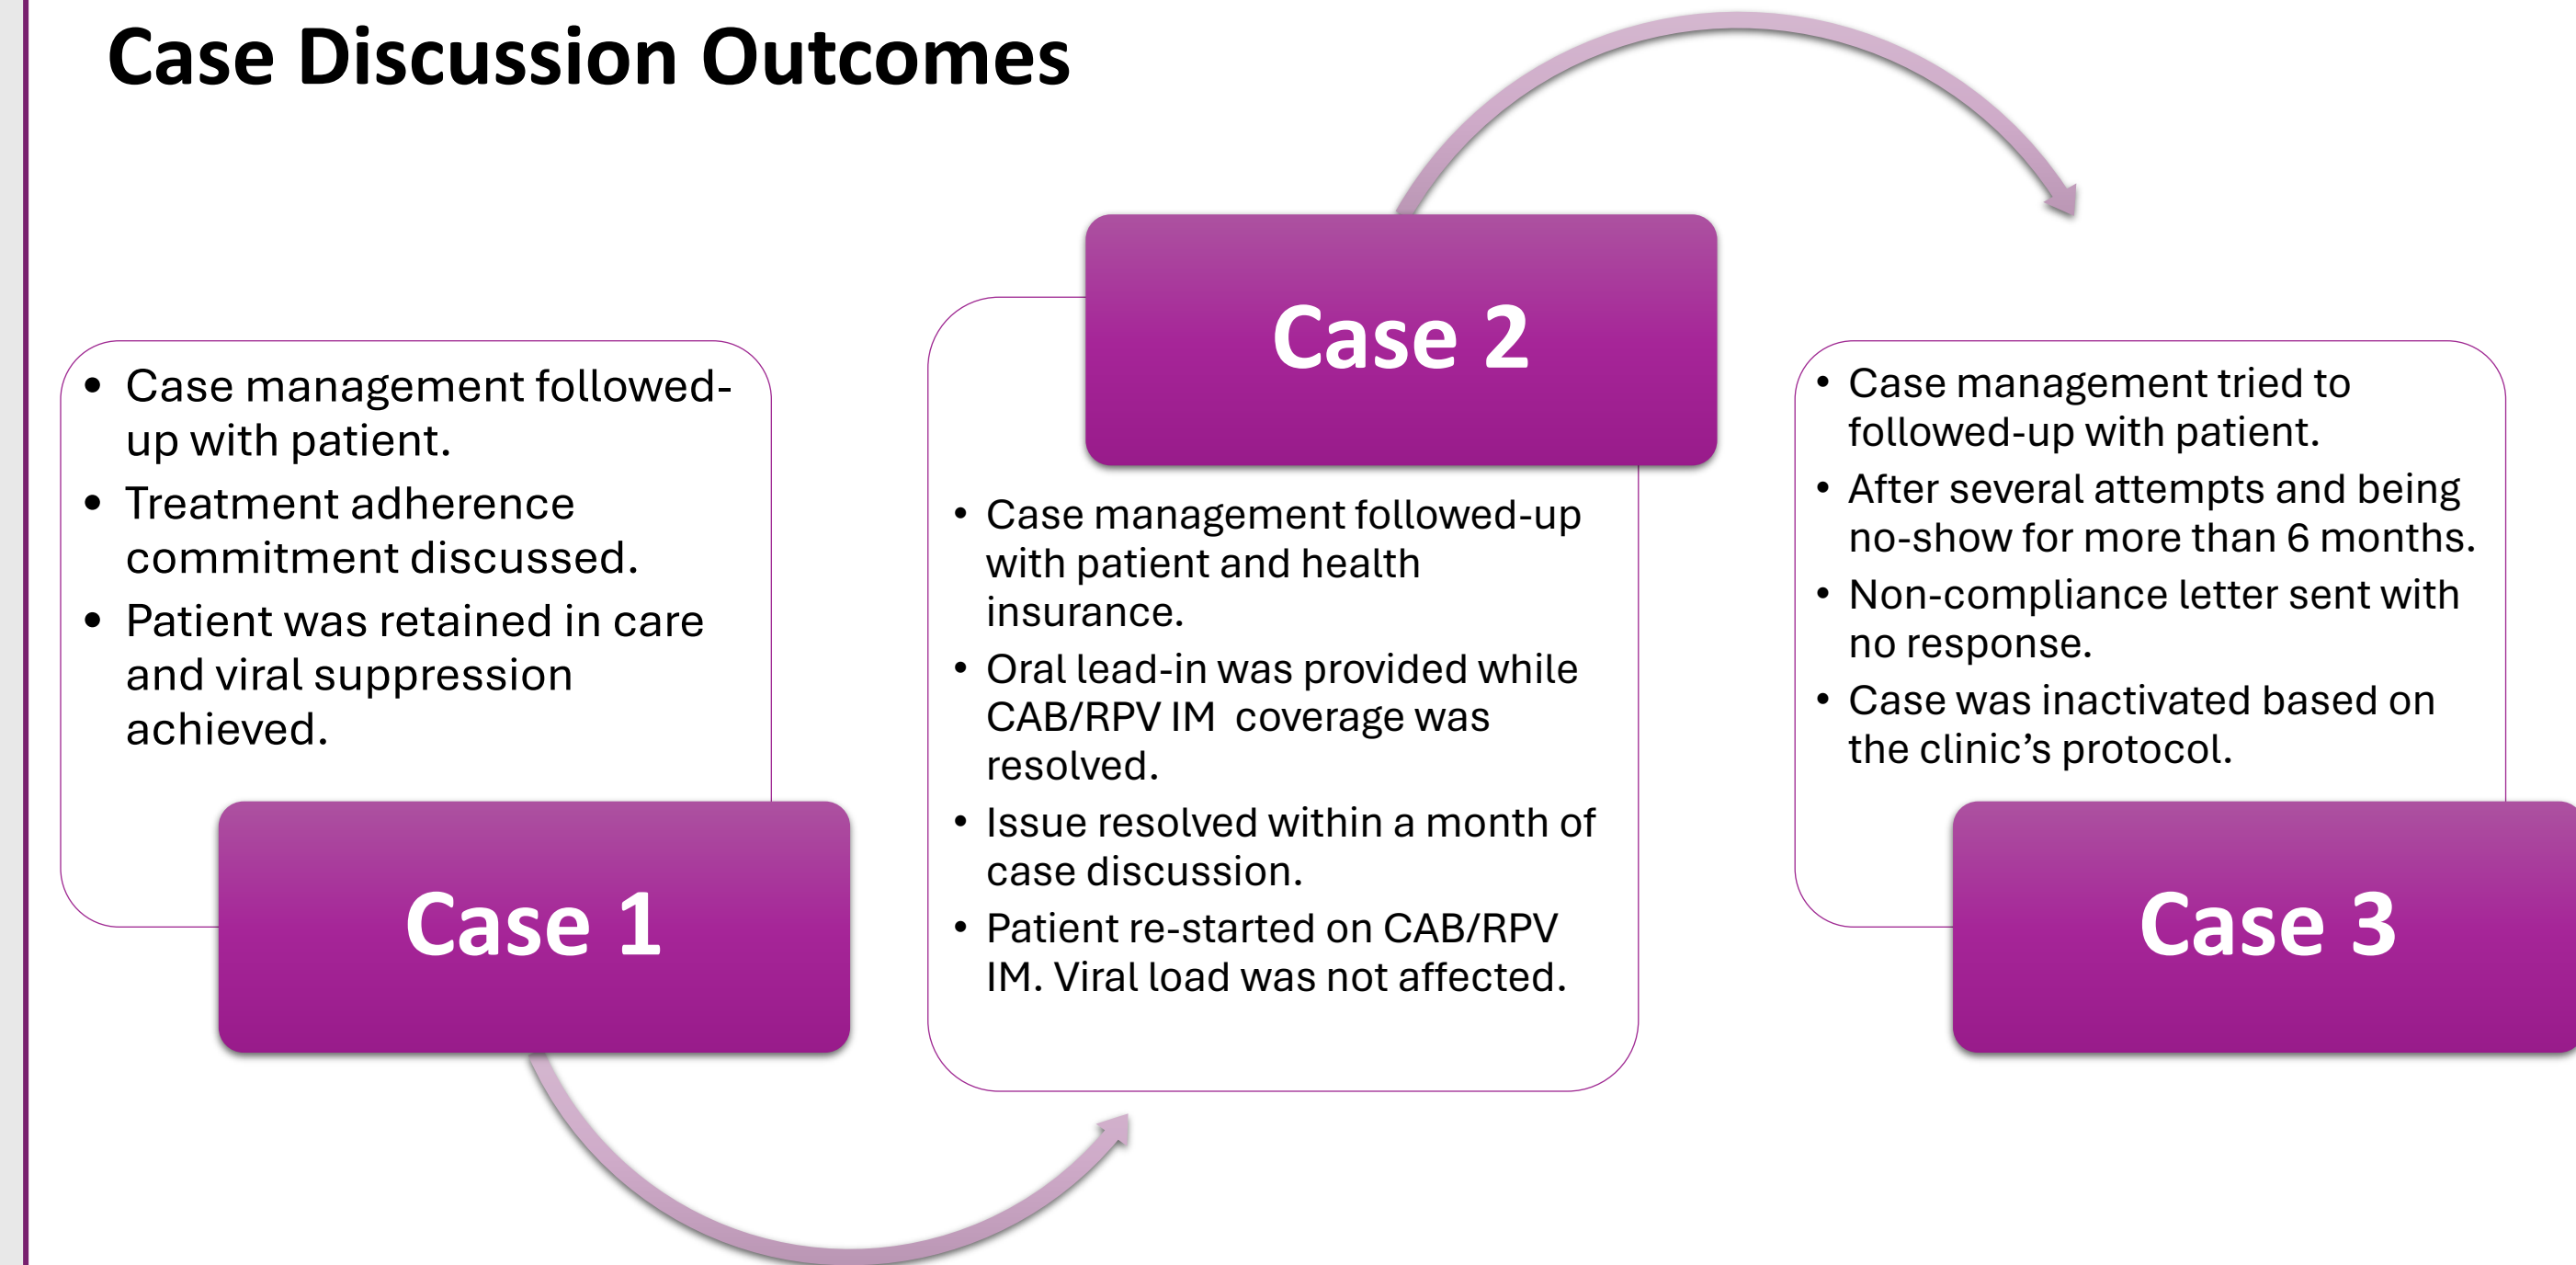 Case Discussion Outcomes
• Case management followed-
up with patient.
• Treatment adherence
commitment discussed.
• Patient was retained in care
and viral suppression
achieved.
Case 1
Case 2
• Case management followed-up
with patient and health
insurance.
• Oral lead-in was provided while
CAB/RPV IM  coverage was
resolved.
• Issue resolved within a month of
case discussion.
• Patient re-started on CAB/RPV
IM. Viral load was not affected.
• Case management tried to
followed-up with patient.
• After several attempts and being
no-show for more than 6 months.
• Non-compliance letter sent with
no response.
• Case was inactivated based on
the clinic’s protocol.
Case 3